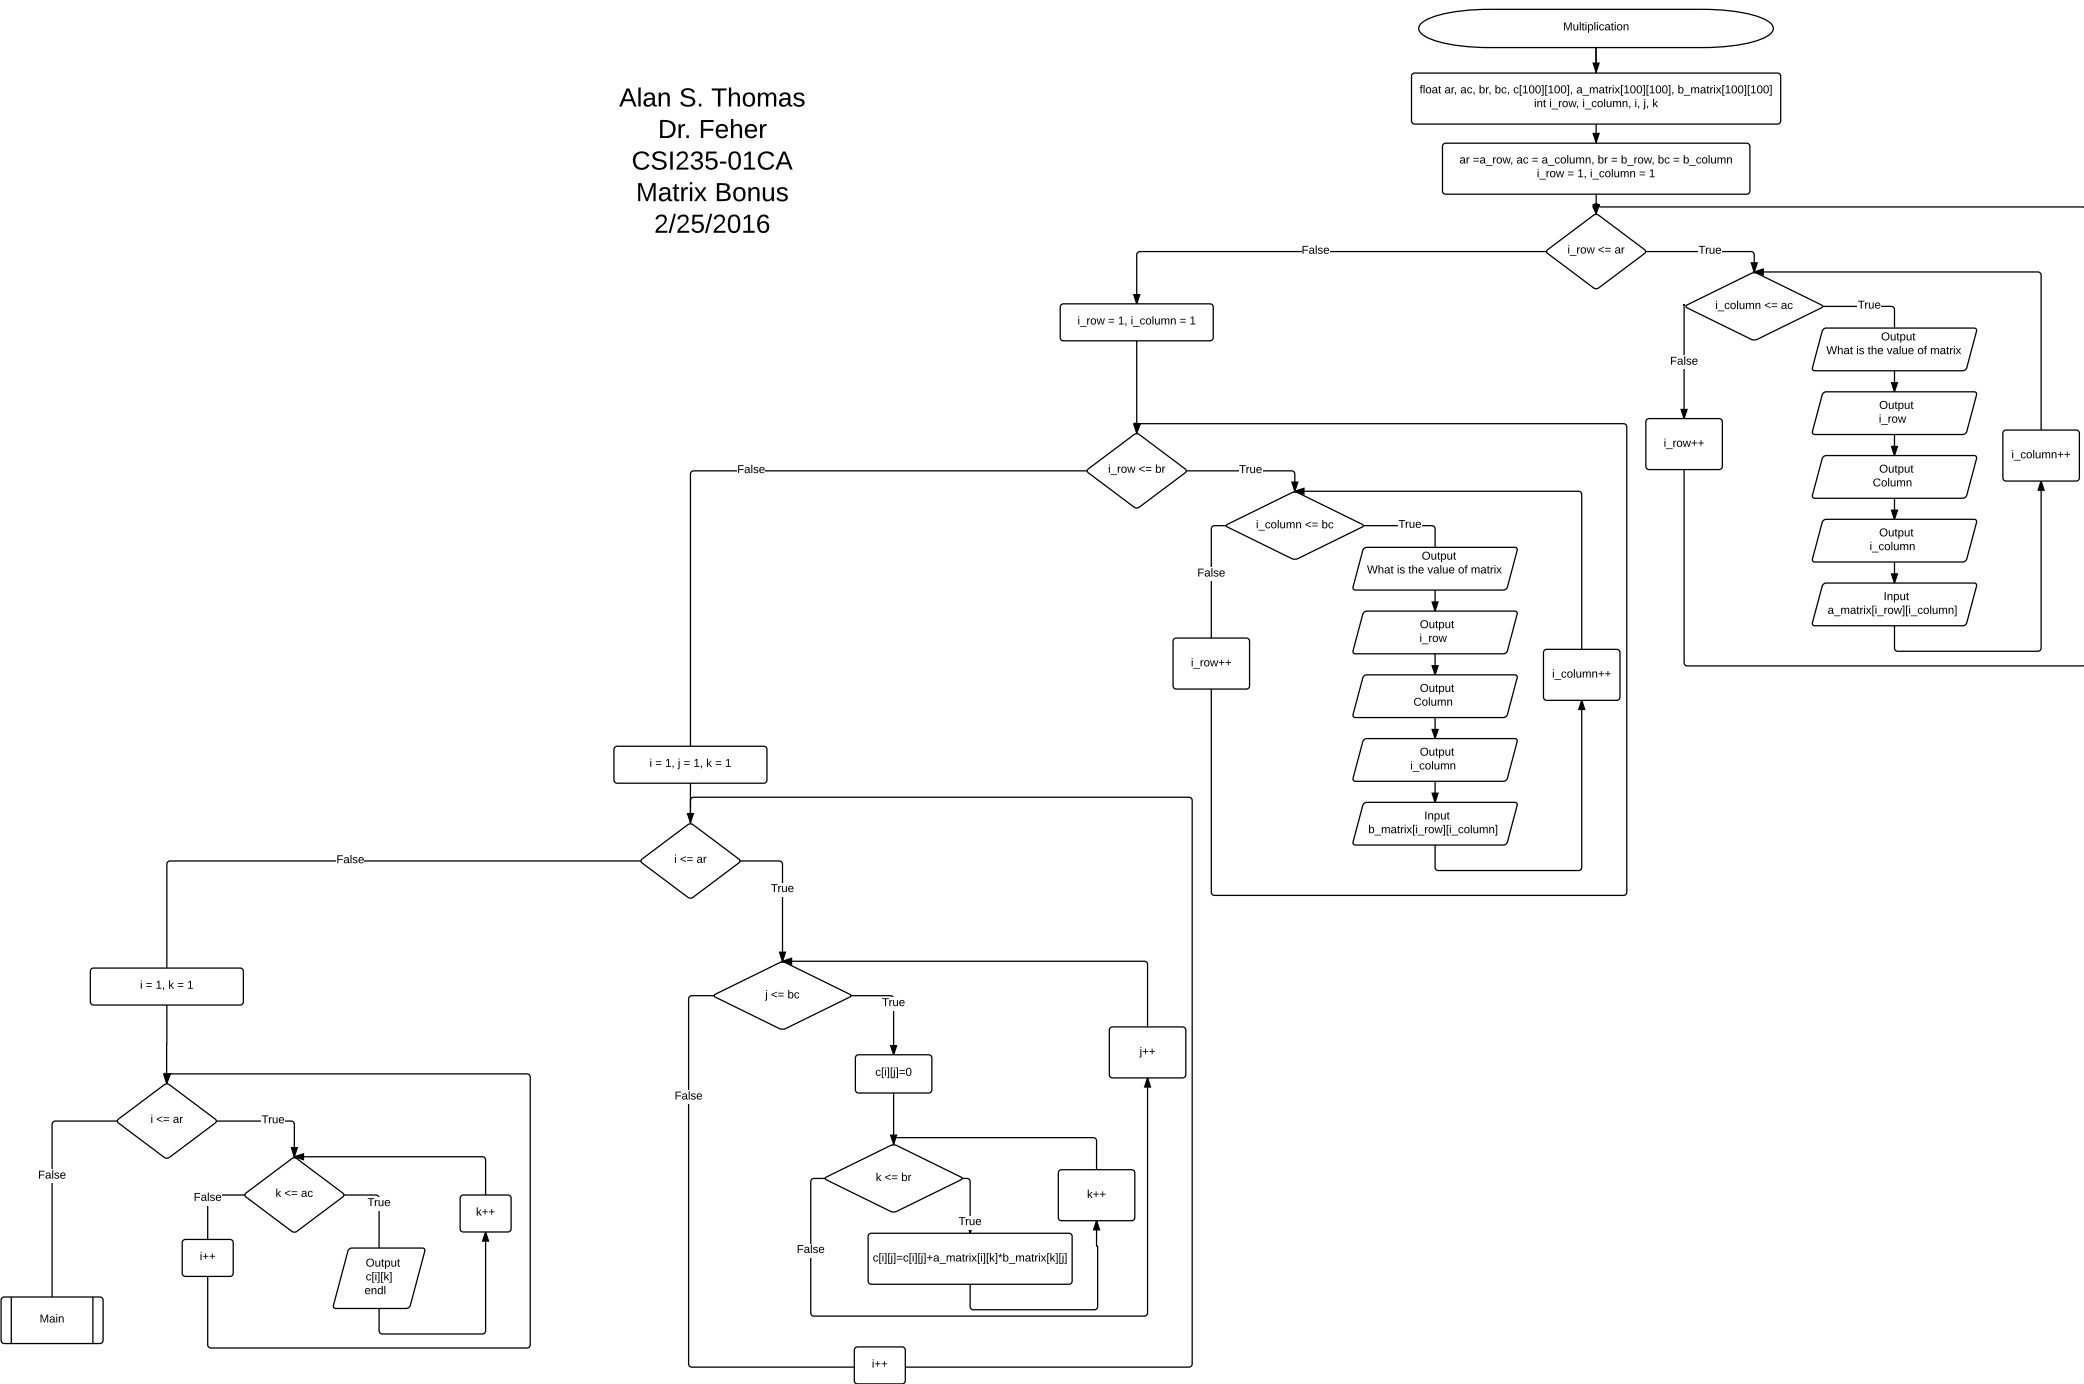 Multiplication
Alan S. Thomas
Dr. Feher
CSI235-01CA
Matrix Bonus
2/25/2016
float ar, ac, br, bc, c[100][100], a_matrix[100][100], b_matrix[100][100]
int i_row, i_column, i, j, k
ar =a_row, ac = a_column, br = b_row, bc = b_column
i_row = 1, i_column = 1
i_row <= ar
False
True
i_column <= ac
True
False
Output
What is the value of matrix
Output
i_row
Output
Column
Output
i_column
Input
a_matrix[i_row][i_column]
i_column++
i_row++
i_row = 1, i_column = 1
i_row <= br
False
True
i_column <= bc
True
False
Output
What is the value of matrix
Output
i_row
Output
Column
Output
i_column
Input
b_matrix[i_row][i_column]
i_column++
i_row++
i = 1, j = 1, k = 1
i <= ar
False
True
j <= bc
True
False
c[i][j]=0
j++
k <= br
True
False
k++
c[i][j]=c[i][j]+a_matrix[i][k]*b_matrix[k][j]
i++
i = 1, k = 1
i <= ar
True
False
k <= ac
False
True
k++
i++
Output
c[i][k]
endl
Main